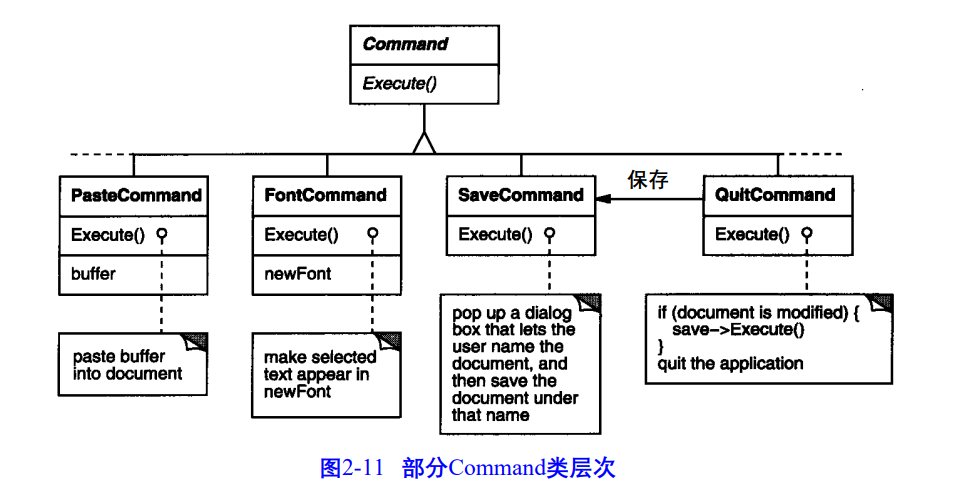 Command
Execute()
保存
PasteCommand
Execute()
buffer
FontCommand
Execute()
newFont
SaveCommand
Execute()
QuitCommand
Execute()
paste buffer
into document
make selected
text appear in
newFont
pop up a dialog
box that lets the
user name the
document, and
then save the
document under
that name
if (document is modified) {
save->Execute()
}
quit the application
图2-11 部分Command类层次